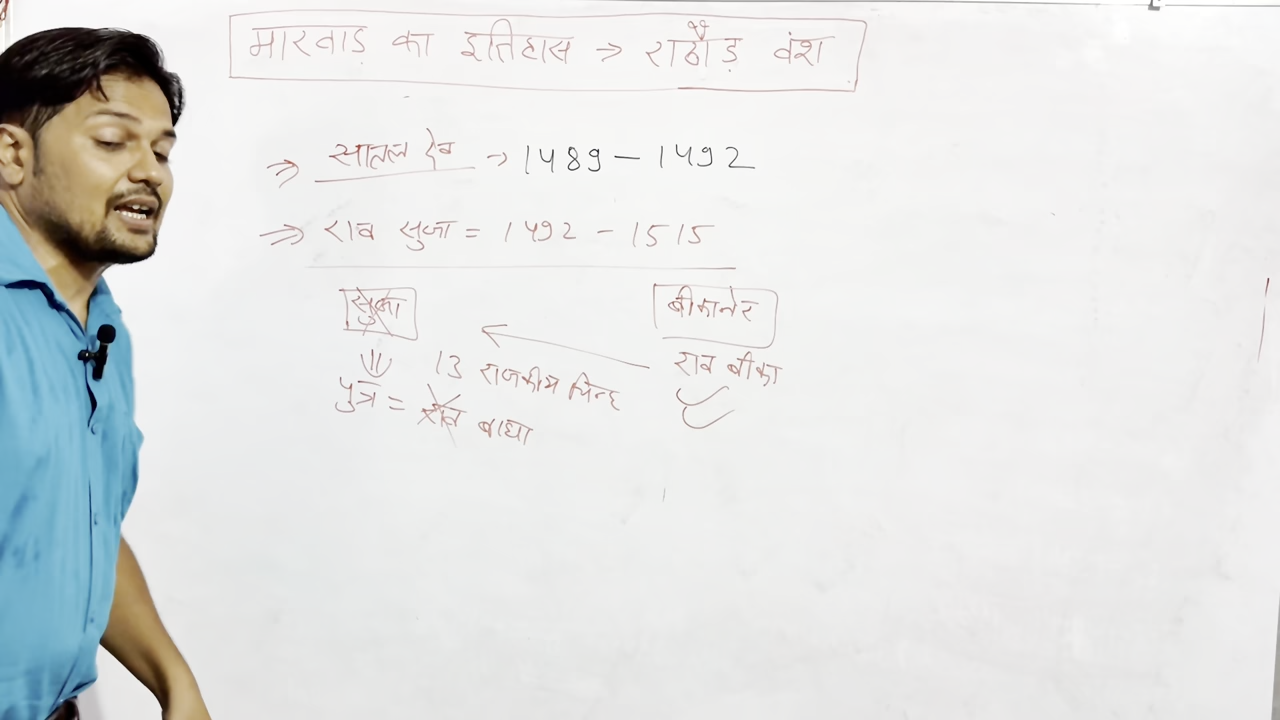 मारवाड़ का इतिहास → राठौड़ वंश
⇒ सातल देव → 1489 – 1492
⇒ राव सुजा = 1492 – 1515
सुजा
बीकानेर
13 राजकीय चिन्ह
राव बीका
पुत्र = राव बाघा